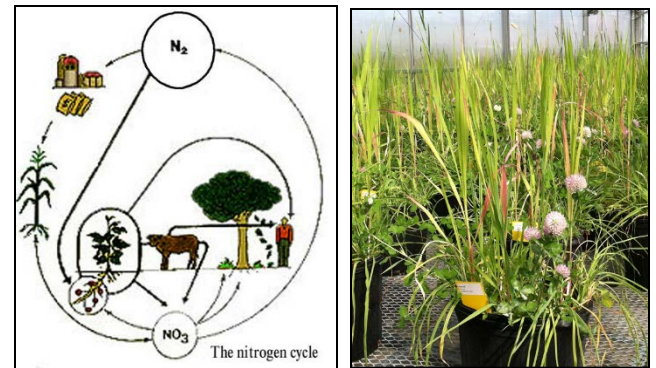 N₂
NO₃
The nitrogen cycle